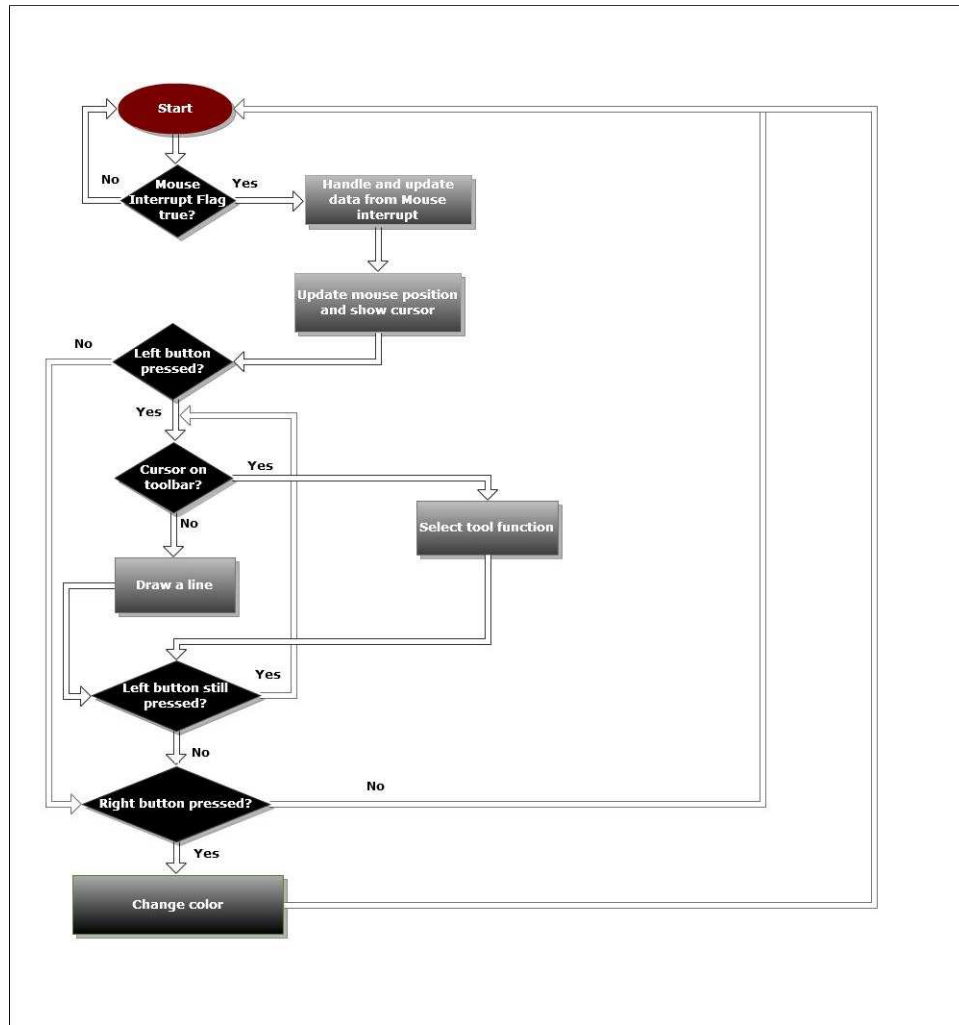 Start
No
Mouse
Interrupt Flag
true?
Yes
Handle and update
data from Mouse
interrupt
Update mouse position
and show cursor
No
Left button
pressed?
Yes
Cursor on
toolbar?
Yes
No
Select tool function
Draw a line
Left button still
pressed?
Yes
No
Right button pressed?
No
Yes
Change color